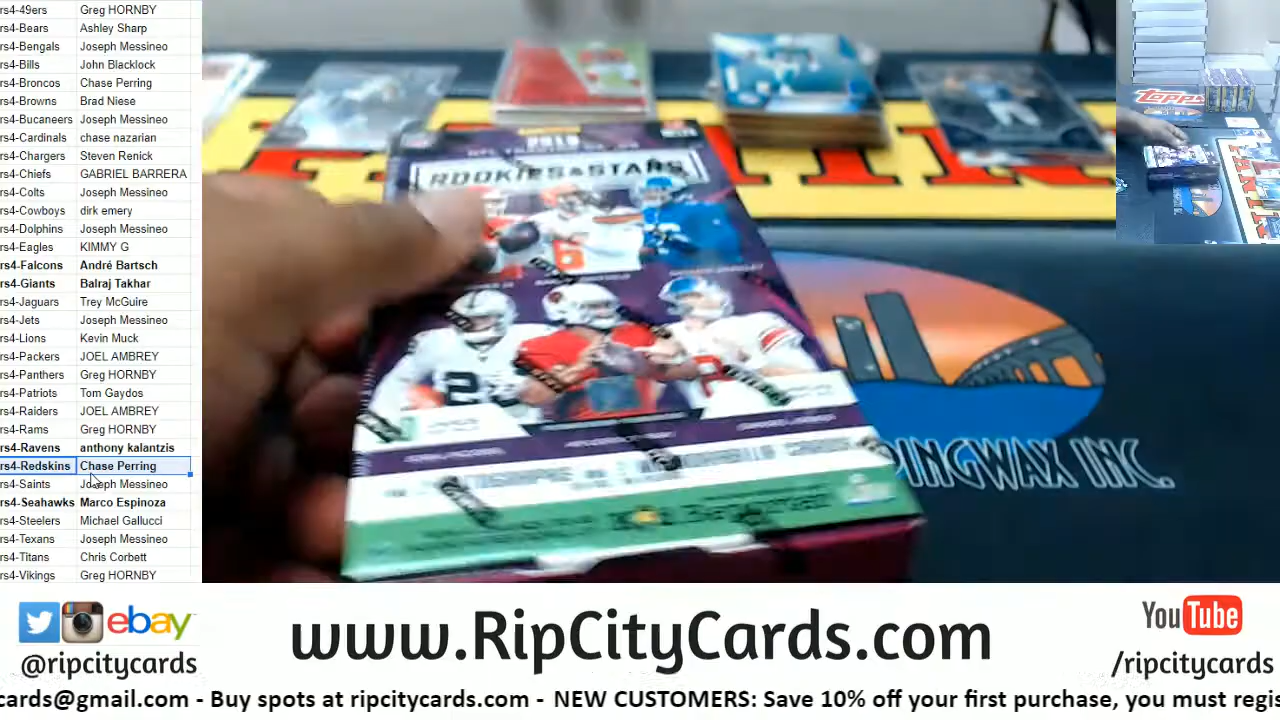 rs4-49ers Greg HORNBY
rs4-Bears Ashley Sharp
rs4-Bengals Joseph Messineo
rs4-Bills John Blacklock
rs4-Broncos Chase Perring
rs4-Browns Brad Niese
rs4-Bucaneers Joseph Messineo
rs4-Cardinals chase nazarian
rs4-Chargers Steven Renick
rs4-Chiefs GABRIEL BARRERA
rs4-Colts Joseph Messineo
rs4-Cowboys dirk emery
rs4-Dolphins Joseph Messineo
rs4-Eagles KIMMY G
rs4-Falcons André Bartsch
rs4-Giants Balraj Takhar
rs4-Jaguars Trey McGuire
rs4-Jets Joseph Messineo
rs4-Lions Kevin Muck
rs4-Packers JOEL AMBREY
rs4-Panthers Greg HORNBY
rs4-Patriots Tom Gaydos
rs4-Raiders JOEL AMBREY
rs4-Rams Greg HORNBY
rs4-Ravens anthony kalantzis
rs4-Redskins Chase Perring
rs4-Saints Joseph Messineo
rs4-Seahawks Marco Espinoza
rs4-Steelers Michael Gallucci
rs4-Texans Joseph Messineo
rs4-Titans Chris Corbett
rs4-Vikings Greg HORNBY
ROOKIES & STARS
6
Topps
PINGWAX INC.
ebay
@ripcitycards
www.RipCityCards.com
YouTube
/ripcitycards
cards@gmail.com - Buy spots at ripcitycards.com - NEW CUSTOMERS: Save 10% off your first purchase, you must regis